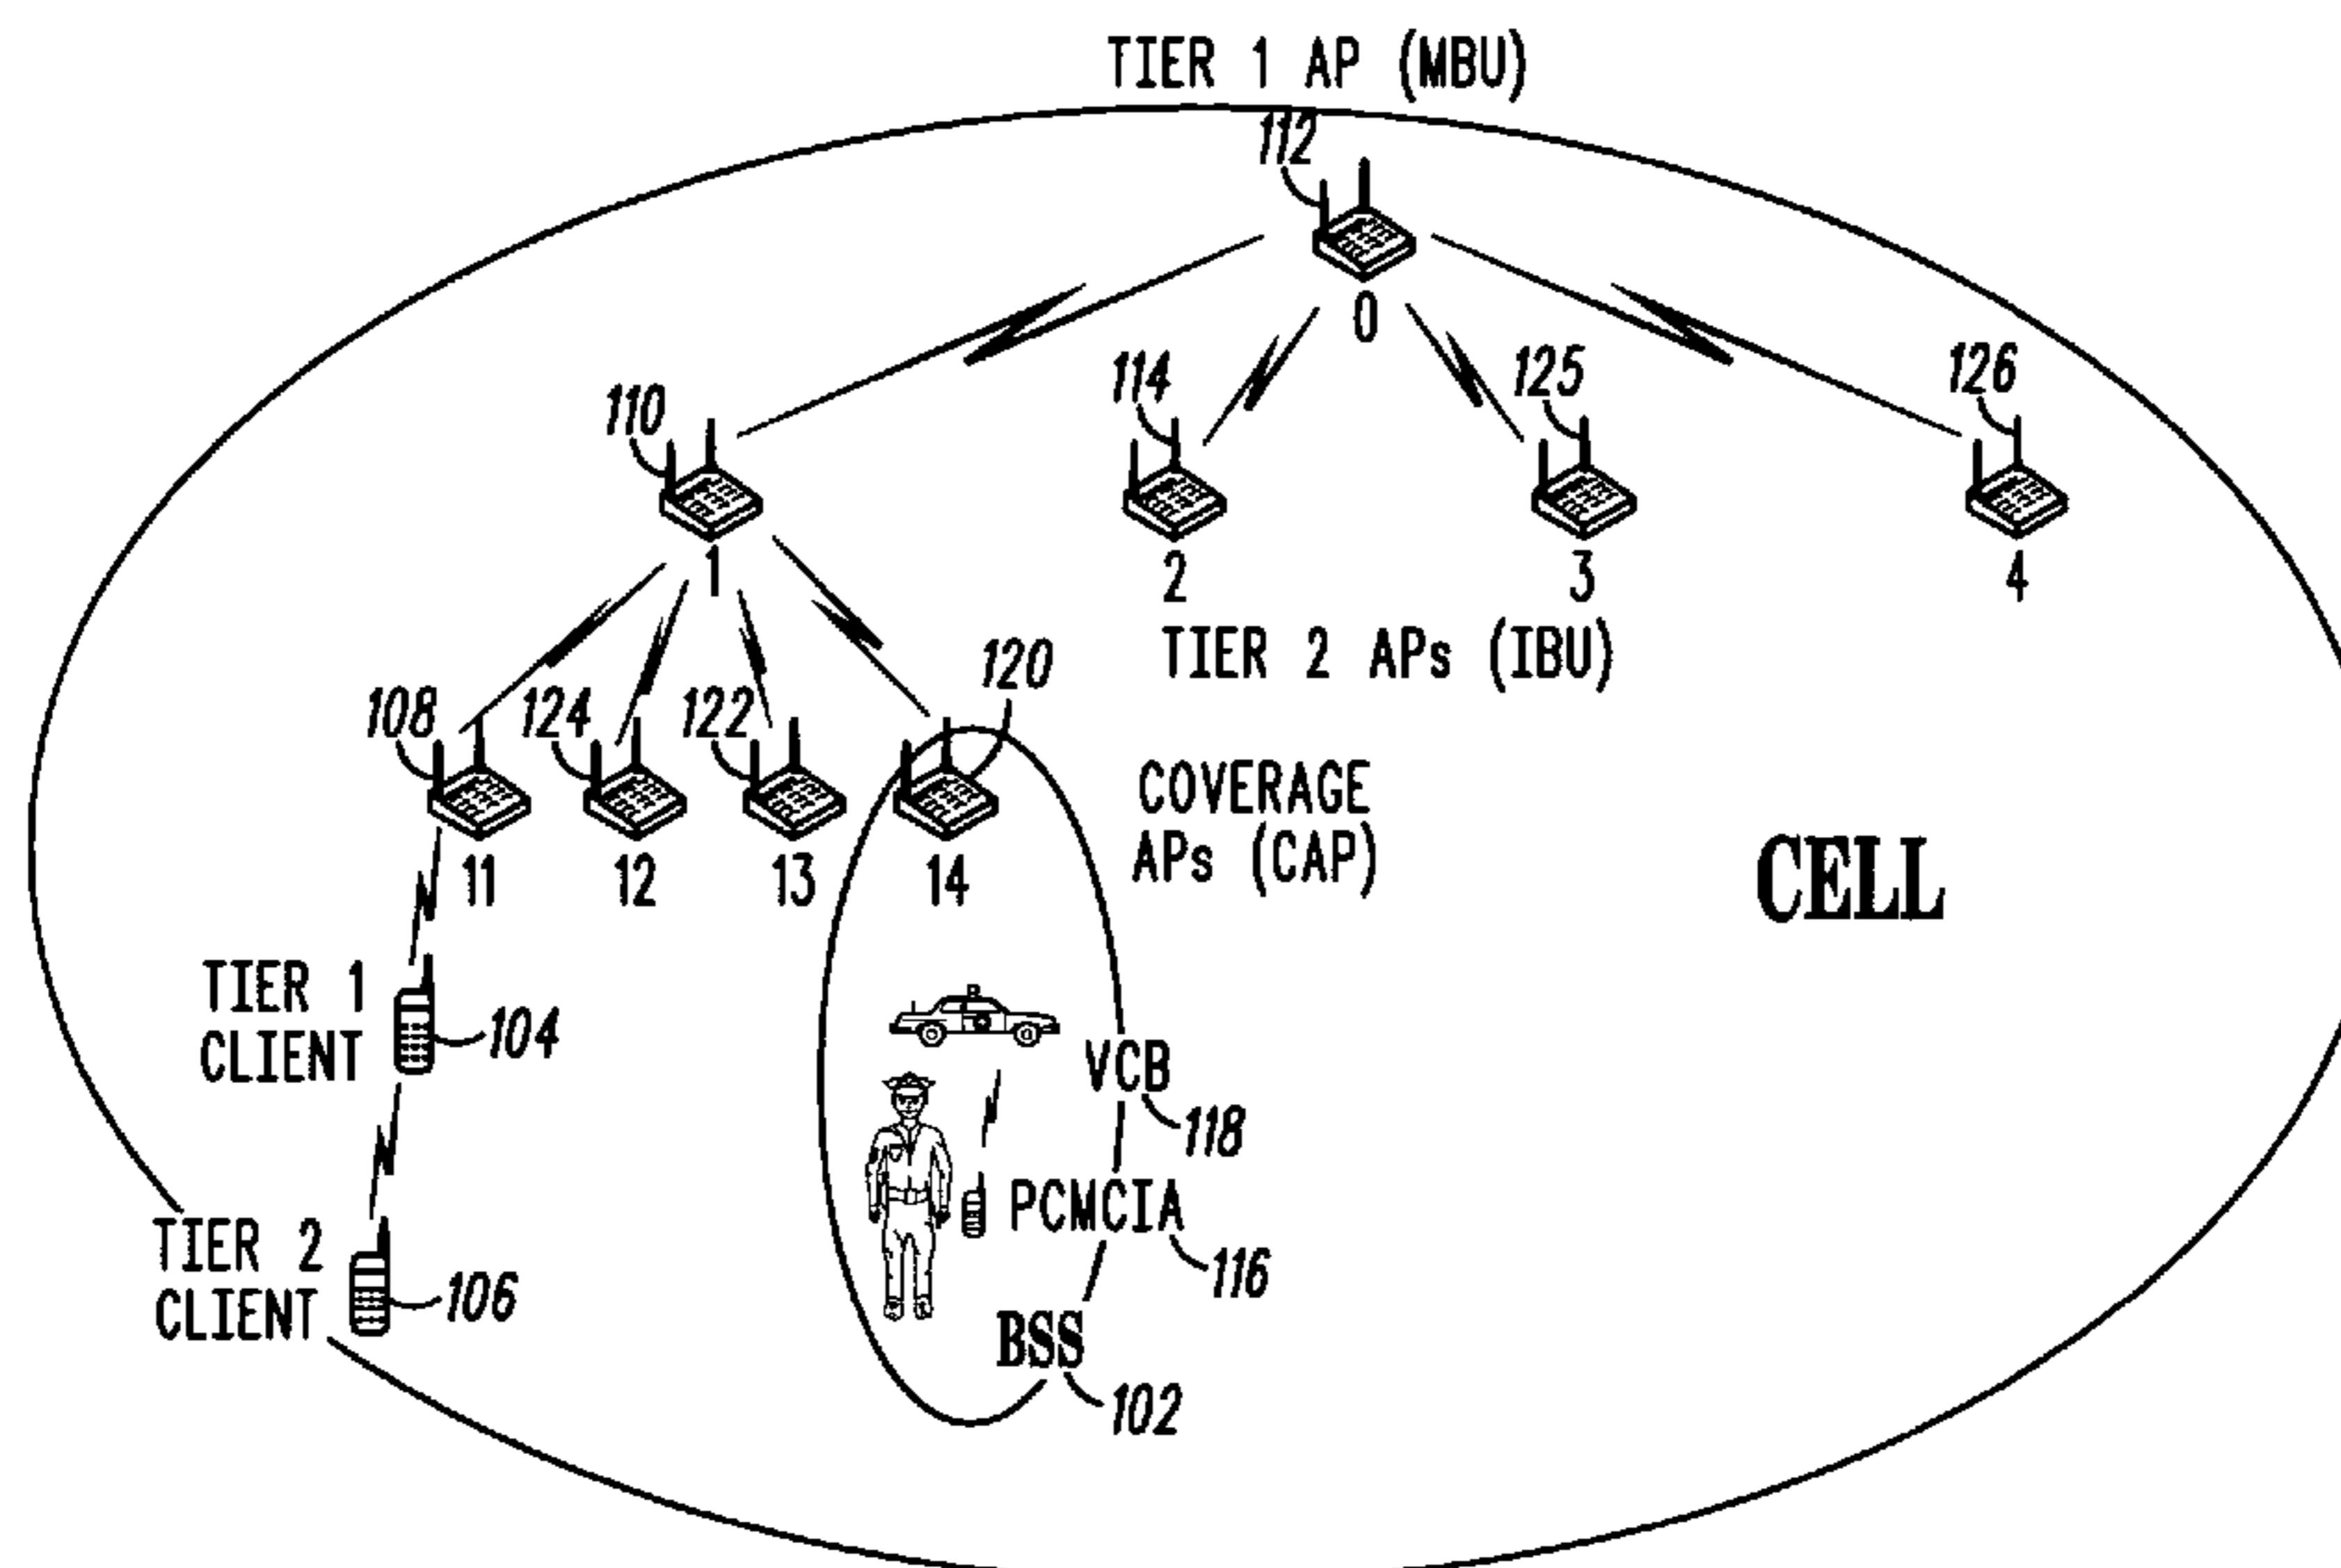 TIER 1 AP (MBU)
112
0
110
114
125
126
1
2
3
4
TIER 2 APs (IBU)
120
108
124
122
COVERAGE
APs (CAP)
11
12
13
14
CELL
TIER 1
CLIENT
104
VCB
118
PCMCIA
116
TIER 2
CLIENT
106
BSS
102